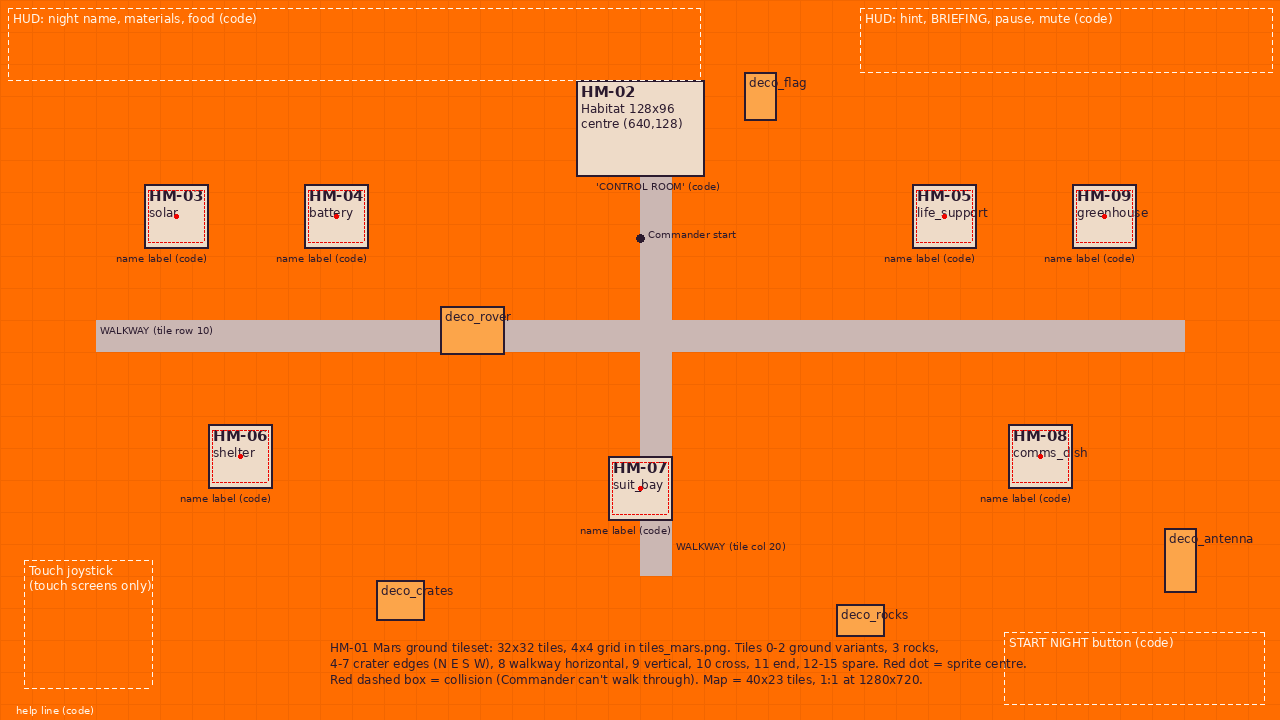 HUD: night name, materials, food (code)
HUD: hint, BRIEFING, pause, mute (code)
deco_flag
HM-02
Habitat 128x96
centre (640,128)
'CONTROL ROOM' (code)
HM-03
solar
name label (code)
HM-04
battery
name label (code)
Commander start
HM-05
life_support
name label (code)
HM-09
greenhouse
name label (code)
deco_rover
WALKWAY (tile row 10)
HM-06
shelter
name label (code)
HM-07
suit_bay
name label (code)
HM-08
comms_dish
name label (code)
WALKWAY (tile col 20)
deco_antenna
Touch joystick
(touch screens only)
deco_crates
deco_rocks
HM-01 Mars ground tileset: 32x32 tiles, 4x4 grid in tiles_mars.png. Tiles 0-2 ground variants, 3 rocks,
4-7 crater edges (N E S W), 8 walkway horizontal, 9 vertical, 10 cross, 11 end, 12-15 spare. Red dot = sprite centre.
Red dashed box = collision (Commander can't walk through). Map = 40x23 tiles, 1:1 at 1280x720.
START NIGHT button (code)
help line (code)